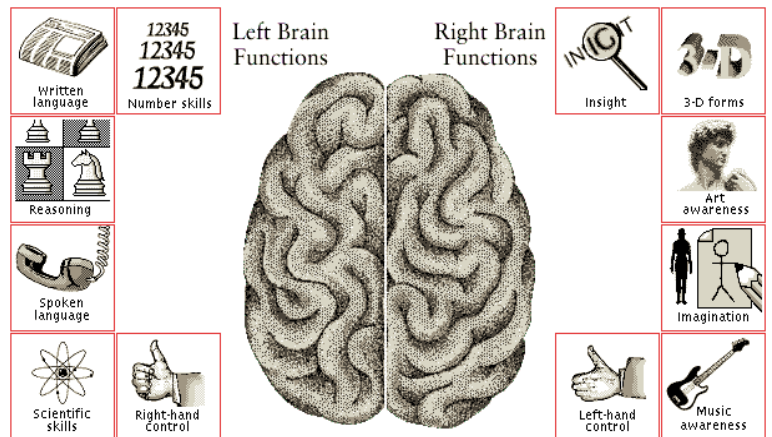 Left Brain
Functions
Right Brain
Functions
Written
language
12345
12345
12345
Number skills
INSIGHT
IG
Insight
3-D
3-D forms
Reasoning
Art
awareness
Spoken
language
Imagination
Scientific
skills
Right-hand
control
Left-hand
control
Music
awareness